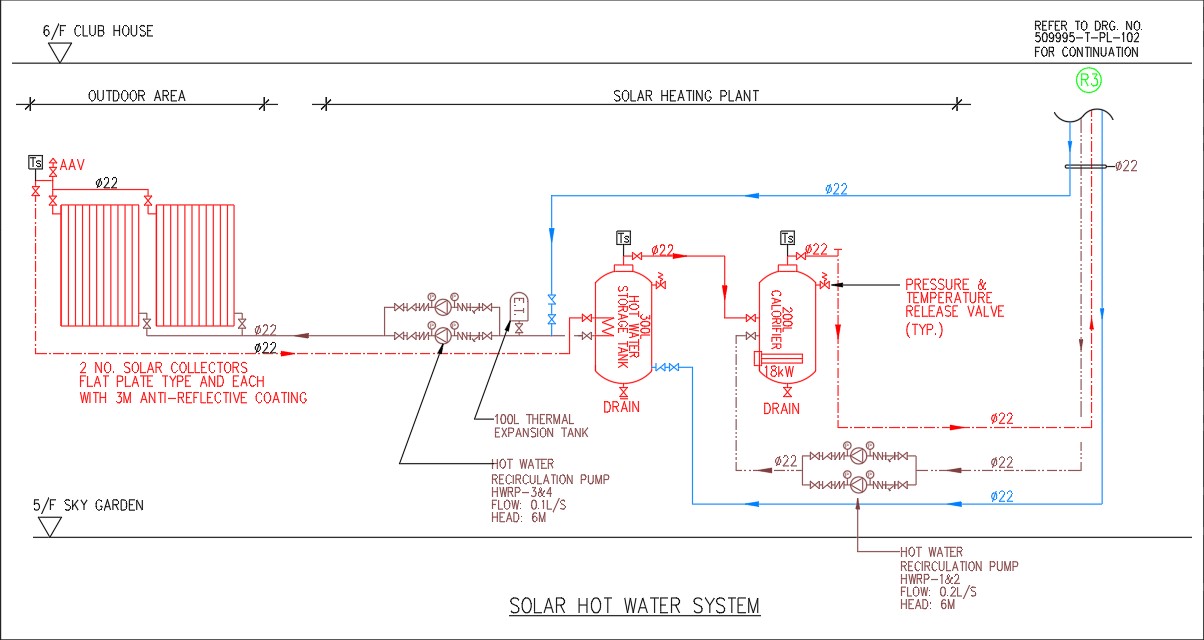 6/F CLUB HOUSE
REFER TO DRG. NO.
509995-T-PL-102
FOR CONTINUATION
R3
OUTDOOR AREA
SOLAR HEATING PLANT
Ts
AAV
Ø22
Ø22
Ø22
Ts
Ø22
Ts
Ø22
PRESSURE &
TEMPERATURE
RELEASE VALVE
(TYP.)
E.T.
P
P
P
P
300L
HOT WATER
STORAGE TANK
200L
CALORIFIER
18kW
Ø22
Ø22
2 NO. SOLAR COLLECTORS
FLAT PLATE TYPE AND EACH
WITH 3M ANTI-REFLECTIVE COATING
DRAIN
DRAIN
100L THERMAL
EXPANSION TANK
Ø22
HOT WATER
RECIRCULATION PUMP
HWRP-3&4
FLOW: 0.1L/S
HEAD: 6M
P
P
P
P
Ø22
Ø22
Ø22
5/F SKY GARDEN
HOT WATER
RECIRCULATION PUMP
HWRP-1&2
FLOW: 0.2L/S
HEAD: 6M
SOLAR HOT WATER SYSTEM